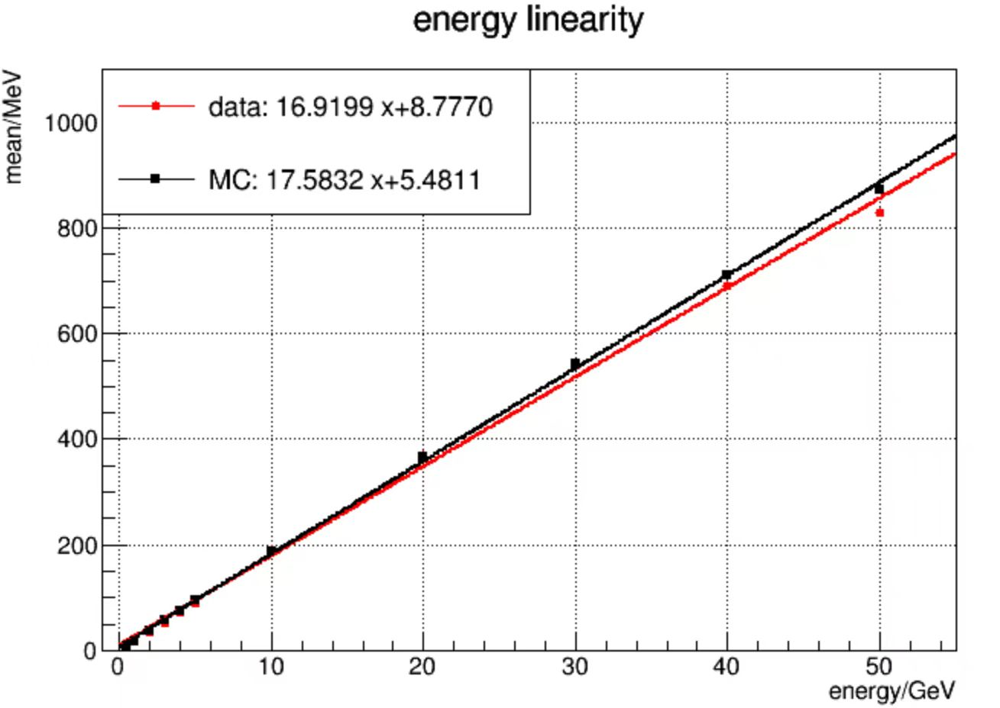 energy linearity
mean/MeV
data: 16.9199 x+8.7770
MC: 17.5832 x+5.4811
1000
800
600
400
200
0
0 10 20 30 40 50
energy/GeV